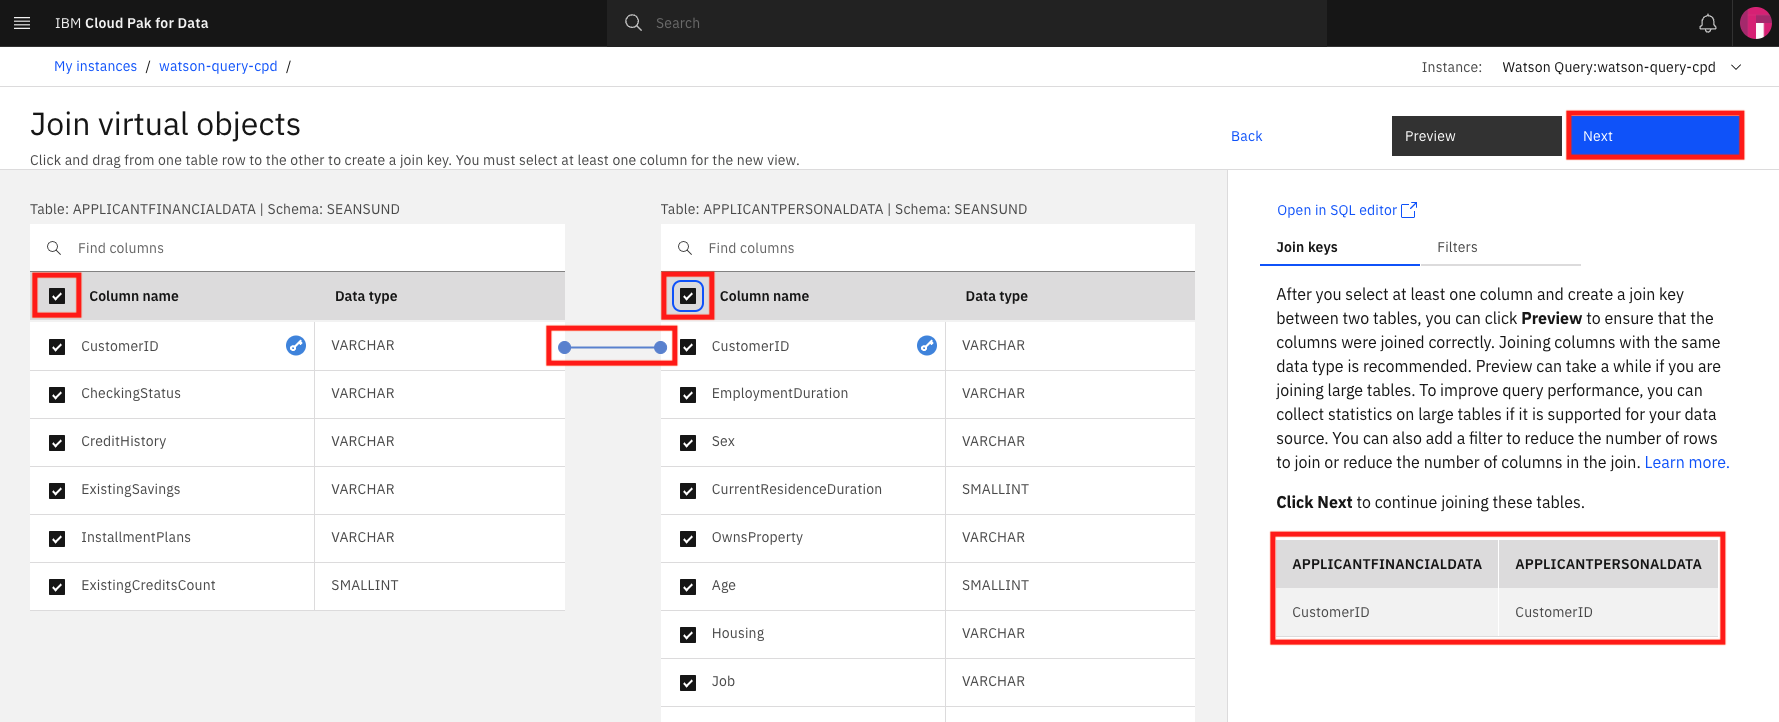 IBM Cloud Pak for Data
Search
My instances / watson-query-cpd /
Instance: Watson Query:watson-query-cpd
Join virtual objects
Click and drag from one table row to the other to create a join key. You must select at least one column for the new view.
Back
Preview
Next
Table: APPLICANTFINANCIALDATA | Schema: SEANSUND
Find columns
Column name Data type
CustomerID VARCHAR
CheckingStatus VARCHAR
CreditHistory VARCHAR
ExistingSavings VARCHAR
InstallmentPlans VARCHAR
ExistingCreditsCount SMALLINT
Table: APPLICANTPERSONALDATA | Schema: SEANSUND
Find columns
Column name Data type
CustomerID VARCHAR
EmploymentDuration VARCHAR
Sex VARCHAR
CurrentResidenceDuration SMALLINT
OwnsProperty VARCHAR
Age SMALLINT
Housing VARCHAR
Job VARCHAR
Open in SQL editor
Join keys Filters
After you select at least one column and create a join key
between two tables, you can click Preview to ensure that the
columns were joined correctly. Joining columns with the same
data type is recommended. Preview can take a while if you are
joining large tables. To improve query performance, you can
collect statistics on large tables if it is supported for your data
source. You can also add a filter to reduce the number of rows
to join or reduce the number of columns in the join. Learn more.
Click Next to continue joining these tables.
APPLICANTFINANCIALDATA APPLICANTPERSONALDATA
CustomerID CustomerID